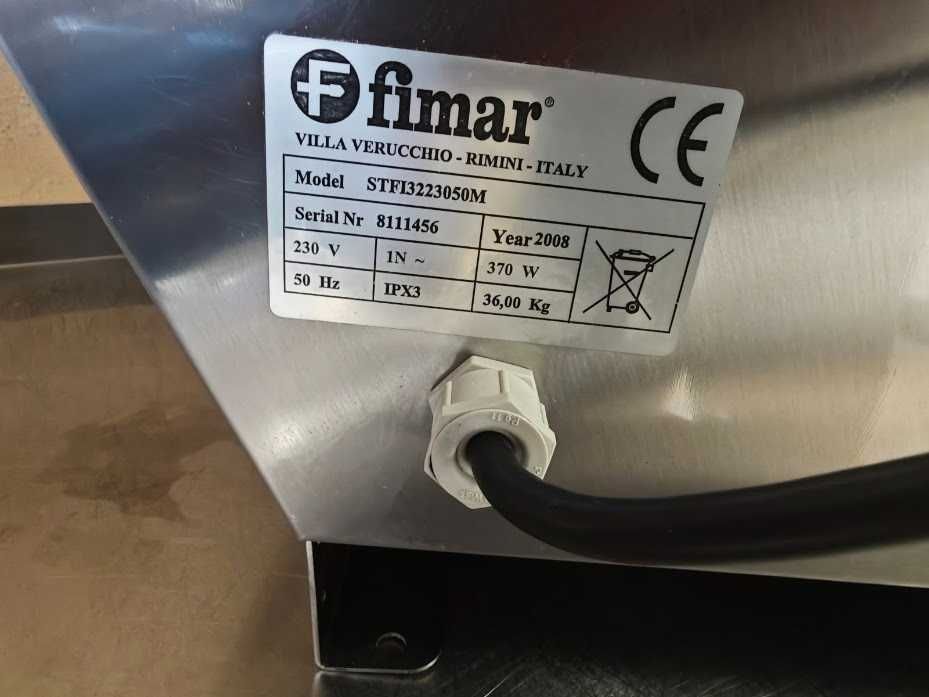 F fimar®
CE
VILLA VERUCCHIO - RIMINI - ITALY
Model STFI3223050M
Serial Nr 8111456 Year 2008
230 V 1N ~ 370 W
50 Hz IPX3 36,00 Kg